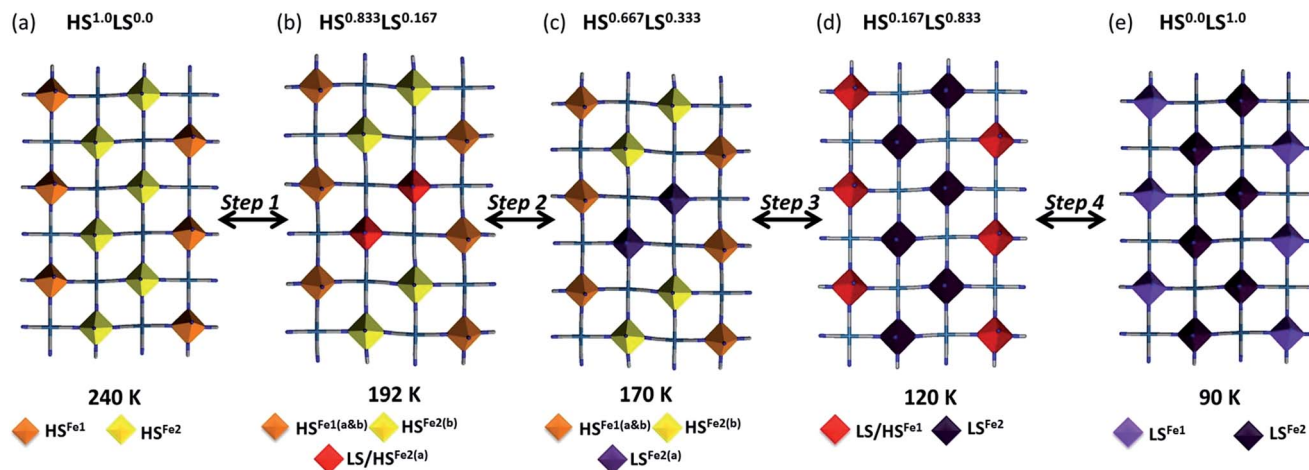 (a) HS1.0LS0.0 (b) HS0.833LS0.167 (c) HS0.667LS0.333 (d) HS0.167LS0.833 (e) HS0.0LS1.0
Step 1 Step 2 Step 3 Step 4
240 K 192 K 170 K 120 K 90 K
HSFe1 HSFe2 HSFe1(a&b) HSFe2(b) HSFe1(a&b) HSFe2(b) LS/HSFe1 LSFe2 LSFe1 LSFe2
LS/HSFe2(a) LSFe2(a)